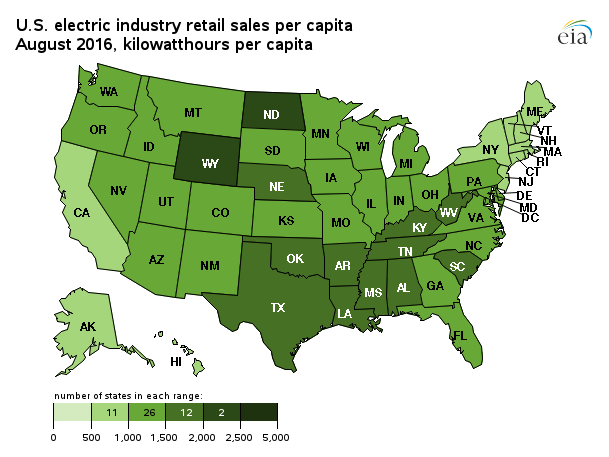 U.S. electric industry retail sales per capita
August 2016, kilowatthours per capita
eia
WA
MT
ND
MN
ME
OR
ID
SD
WI
MI
NY
VT
NH
MA
RI
CT
WY
IA
NE
PA
NJ
NV
UT
CO
IL
IN
OH
DE
MD
DC
CA
KS
MO
WV
VA
KY
AZ
NM
OK
AR
TN
NC
SC
TX
LA
MS
AL
GA
FL
AK
HI
number of states in each range:
11 26 12 2
0 500 1,000 1,500 2,000 2,500 5,000